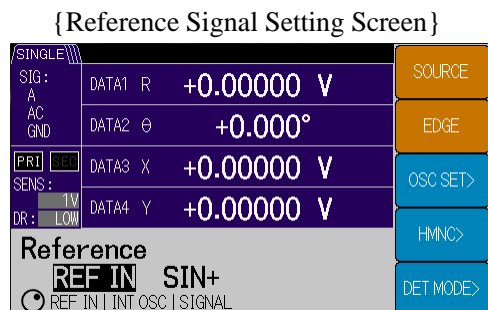 {Reference Signal Setting Screen}
SINGLE
SIG:
A
AC
GND
PRI SEC
SENS:
1V
DR: LOW
DATA1 R +0.00000 V
DATA2 θ +0.000°
DATA3 X +0.00000 V
DATA4 Y +0.00000 V
Reference
REF IN SIN+
REF IN | INT OSC | SIGNAL
SOURCE
EDGE
OSC SET>
HMNC>
DET MODE>